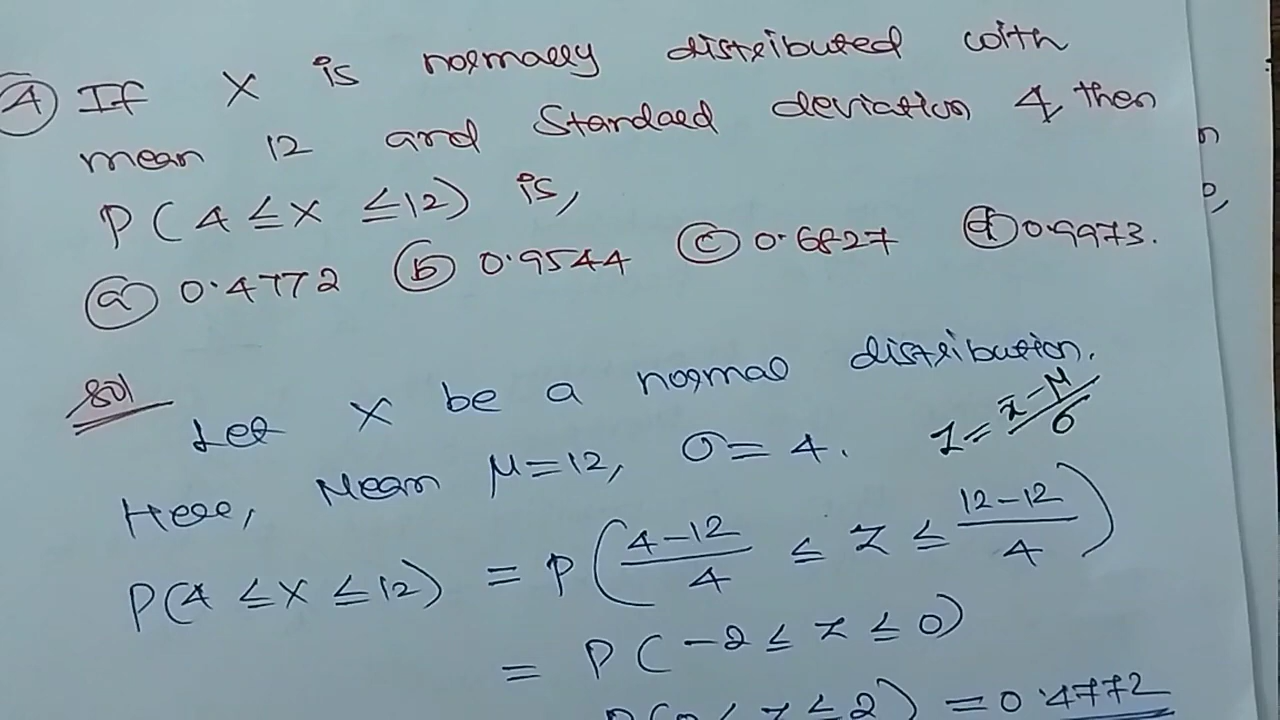 4 If X is normally distributed with
mean 12 and Standard deviation 4, then
P(4 ≤ X ≤ 12) is,
(a) 0.4772 (b) 0.9544 (c) 0.6827 (d) 0.9973.
Sol
Let X be a normal distribution.
Here, Mean μ = 12, σ = 4. z = (x - μ)/σ
P(4 ≤ X ≤ 12) = P((4-12)/4 ≤ Z ≤ (12-12)/4)
= P(-2 ≤ z ≤ 0)
P(0 ≤ z ≤ 2) = 0.4772